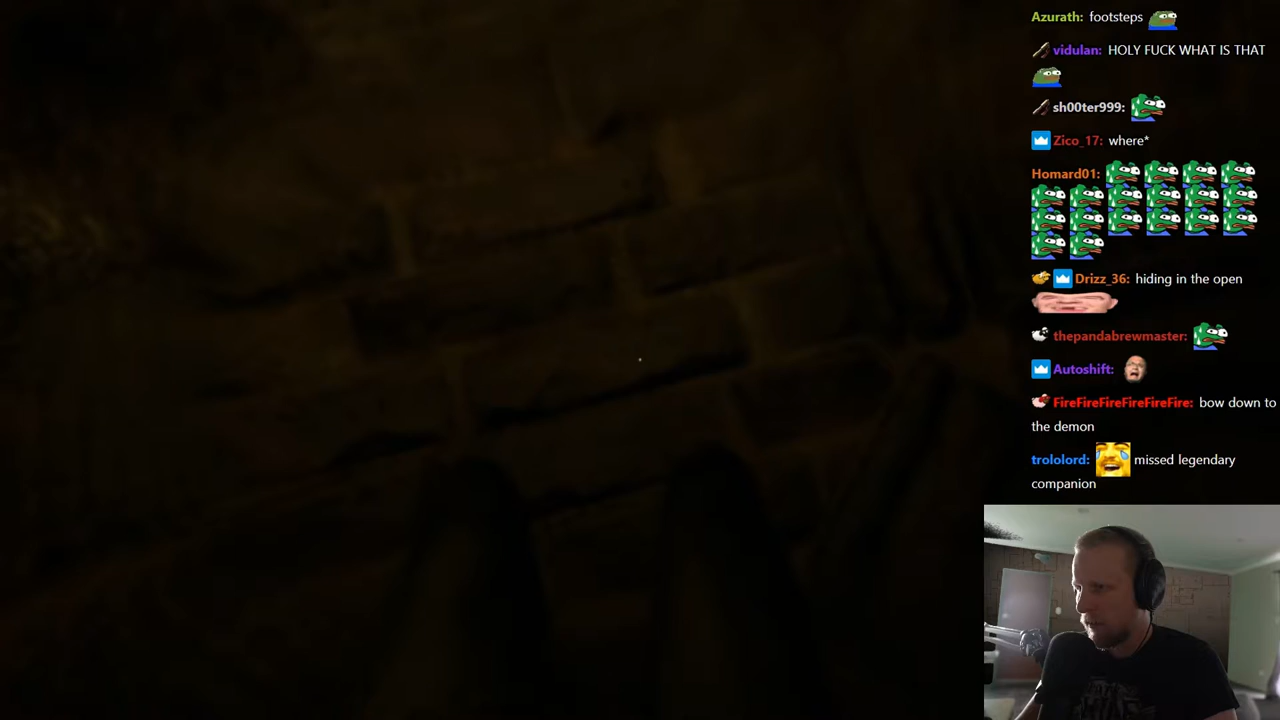 Azurath: footsteps
vidulan: HOLY FUCK WHAT IS THAT
sh00ter999:
Zico_17: where*
Homard01:
Drizz_36: hiding in the open
thepandabrewmaster:
Autoshift:
FireFireFireFireFireFire: bow down to
the demon
trololord: missed legendary
companion